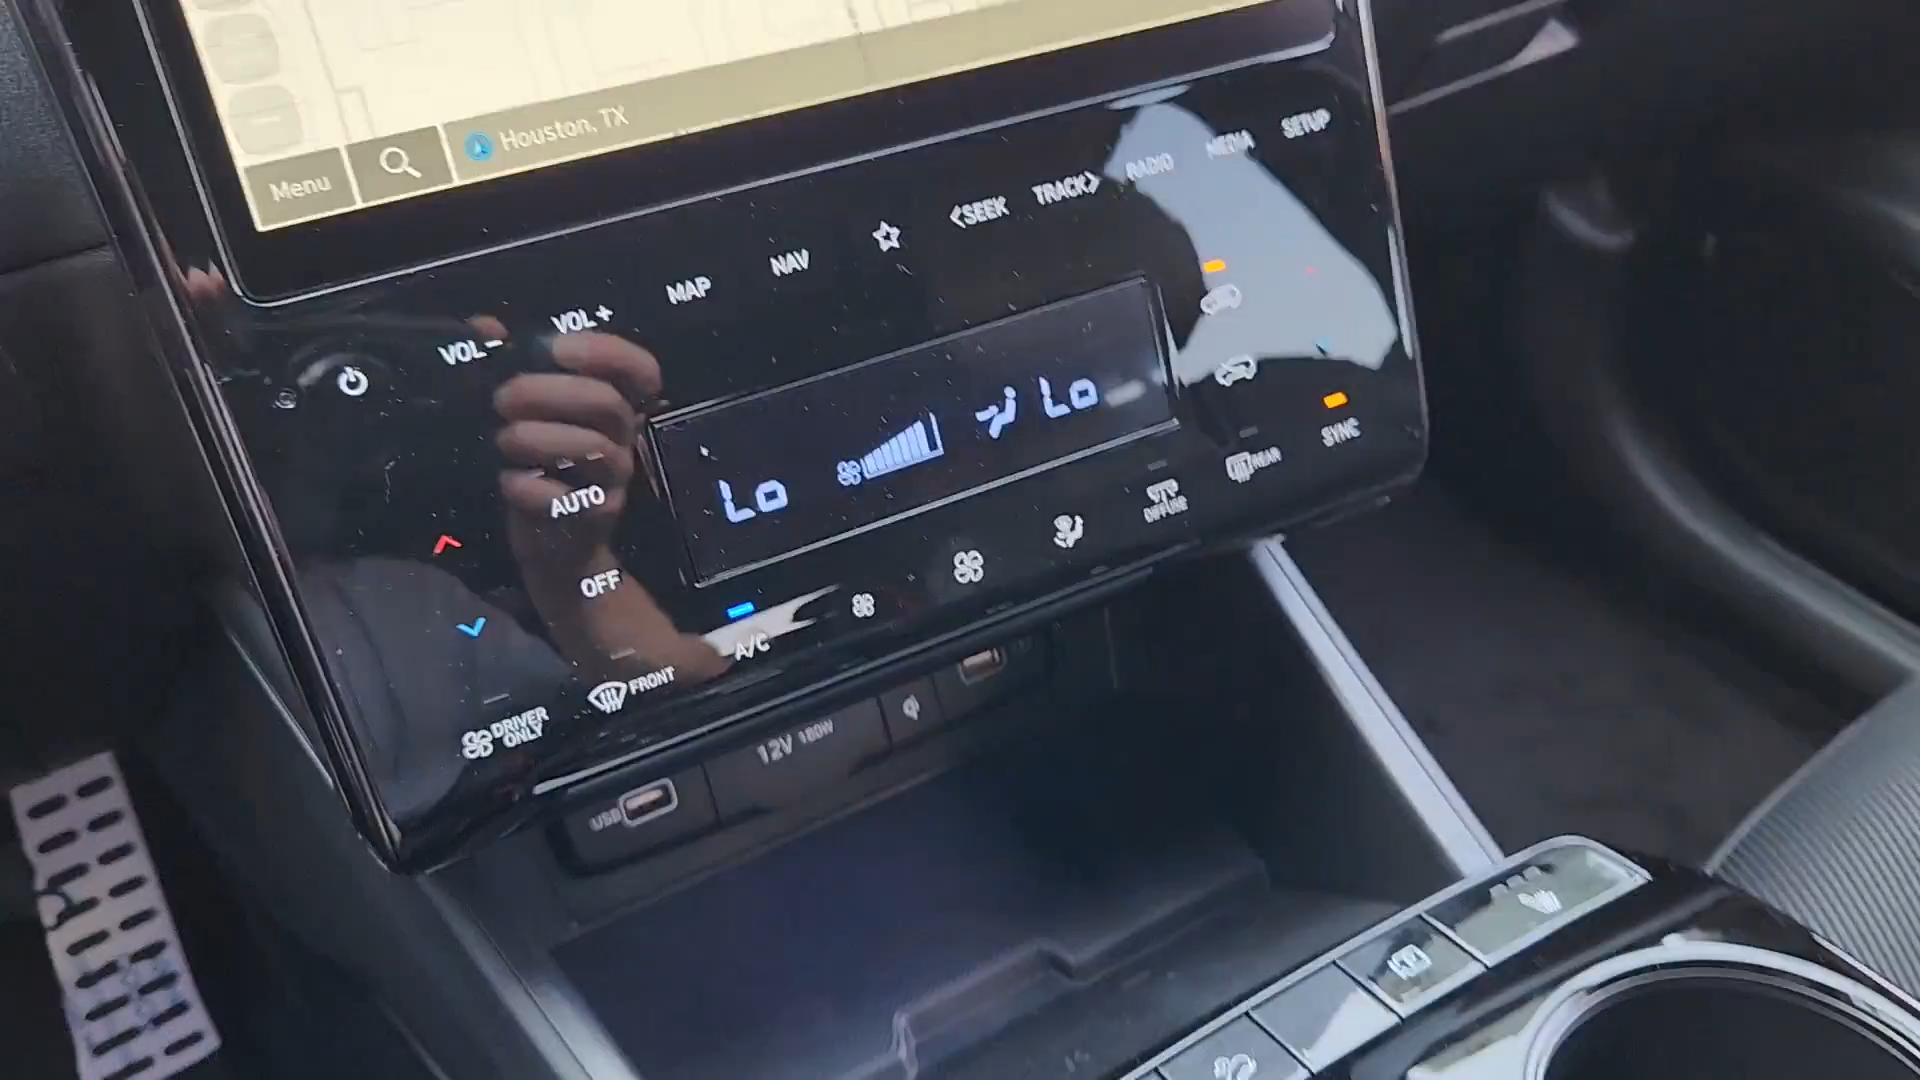 Menu
Houston, TX
VOL-
VOL+
MAP
NAV
<SEEK
TRACK>
RADIO
MEDIA
SETUP
AUTO
Lo
Lo
OFF
A/C
FRONT
DRIVER
ONLY
DIFFUSE
REAR
SYNC
USB
12V 180W